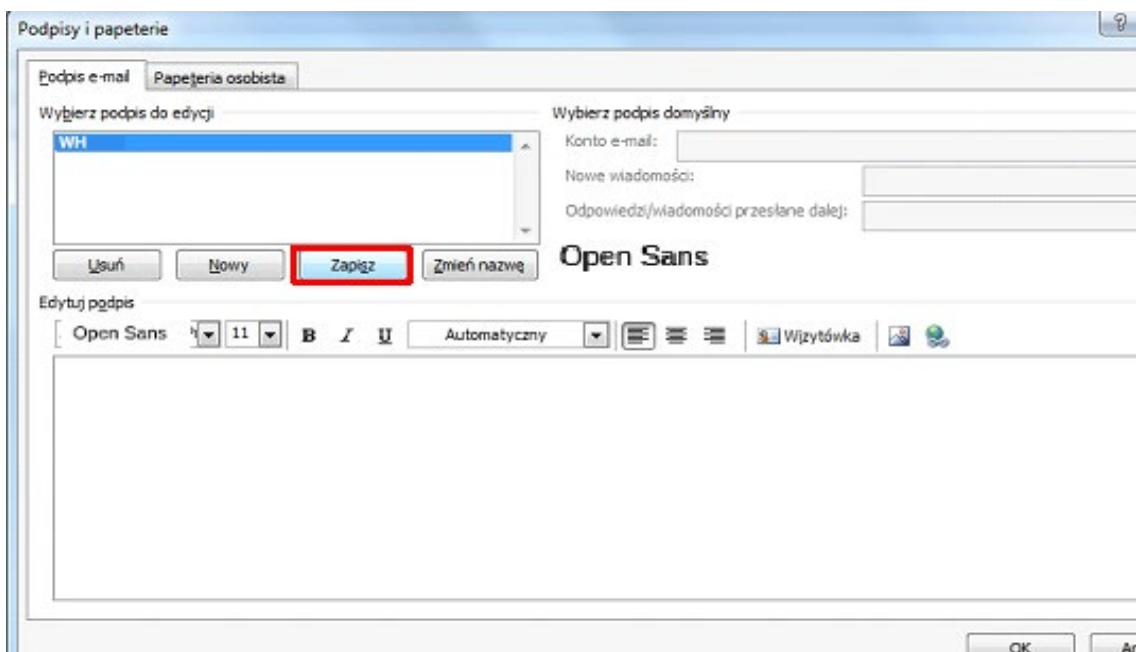 Podpisy i papeterie
Podpis e-mail Papeteria osobista
Wybierz podpis do edycji
WH
Usuń Nowy Zapisz Zmień nazwę
Wybierz podpis domyślny
Konto e-mail:
Nowe wiadomości:
Odpowiedzi/wiadomości przesłane dalej:
Open Sans
Edytuj podpis
Open Sans 11 B I U Automatyczny Wizytówka
OK